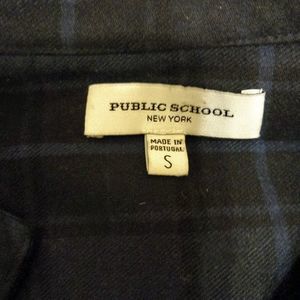 PUBLIC SCHOOL
NEW YORK
MADE IN
PORTUGAL
S